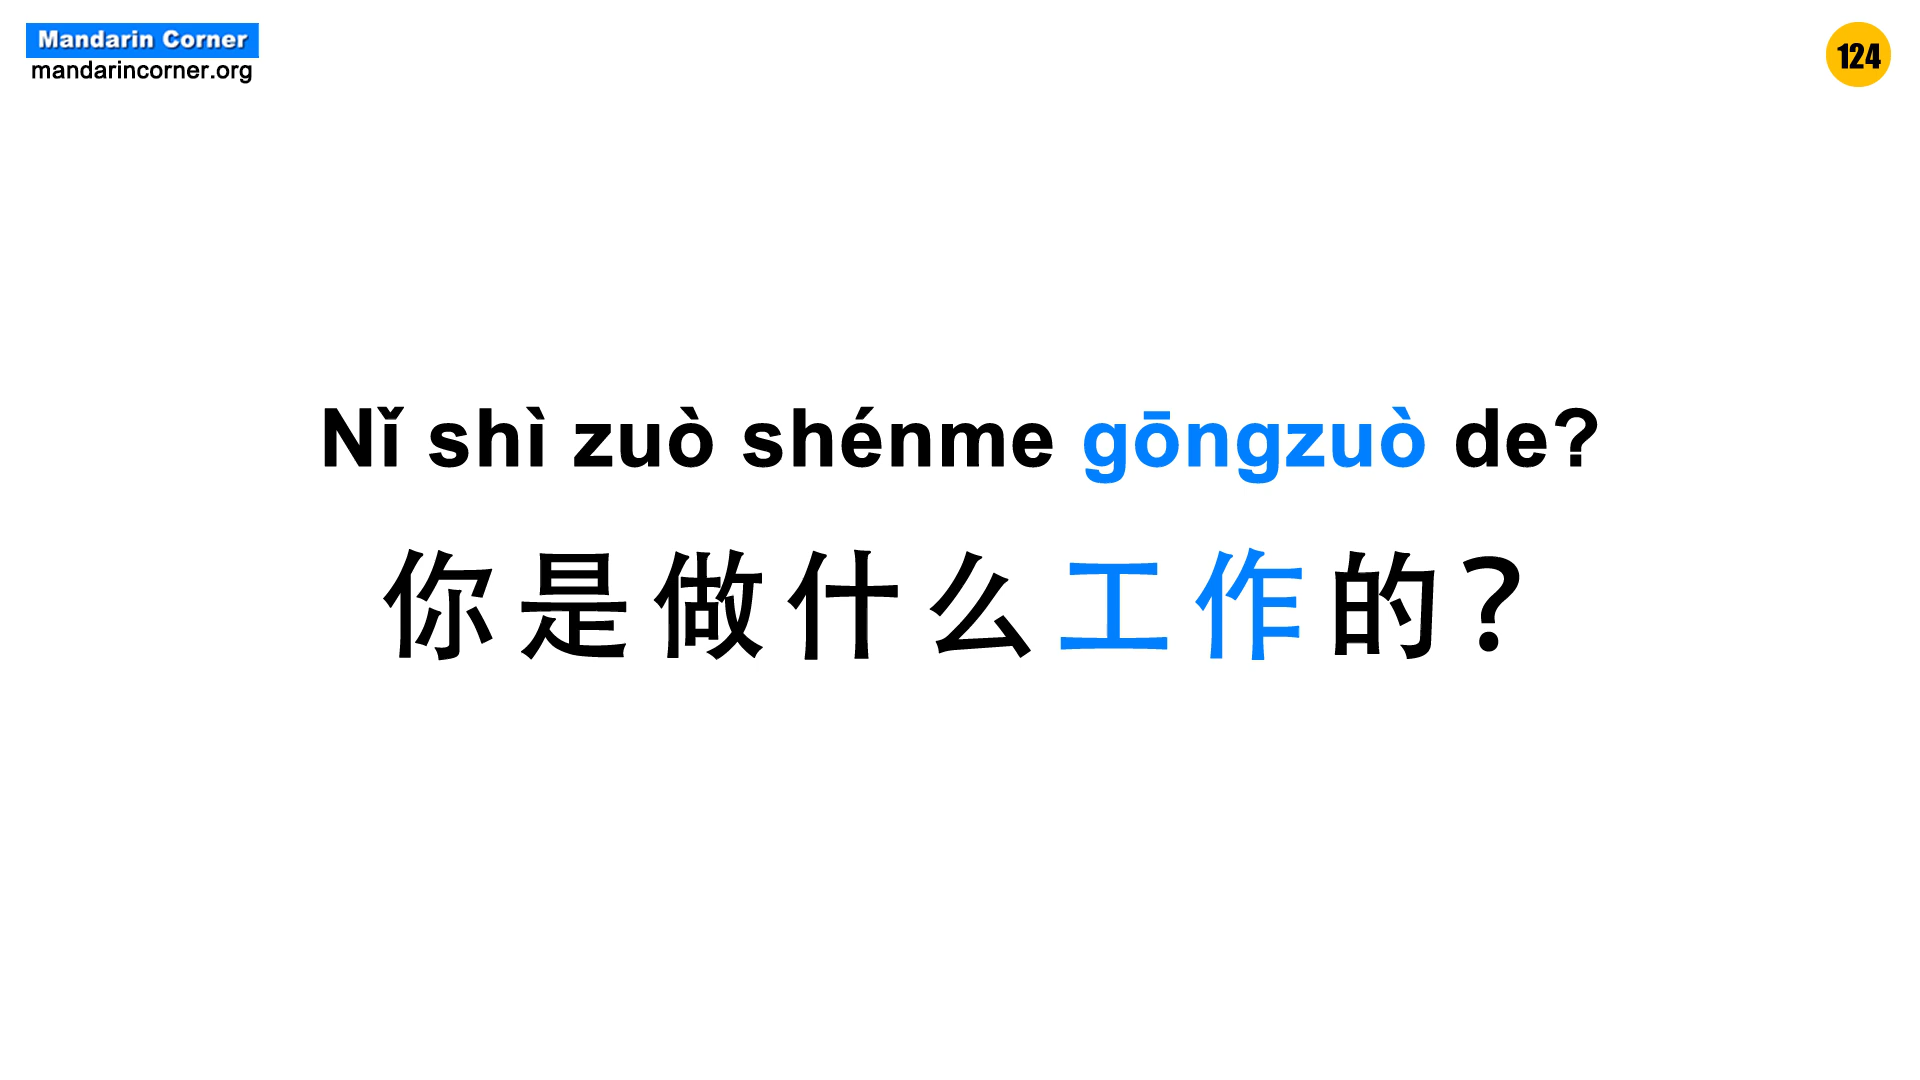 Mandarin Corner
mandarincorner.org
124
Nǐ shì zuò shénme gōngzuò de?
你是做什么工作的?